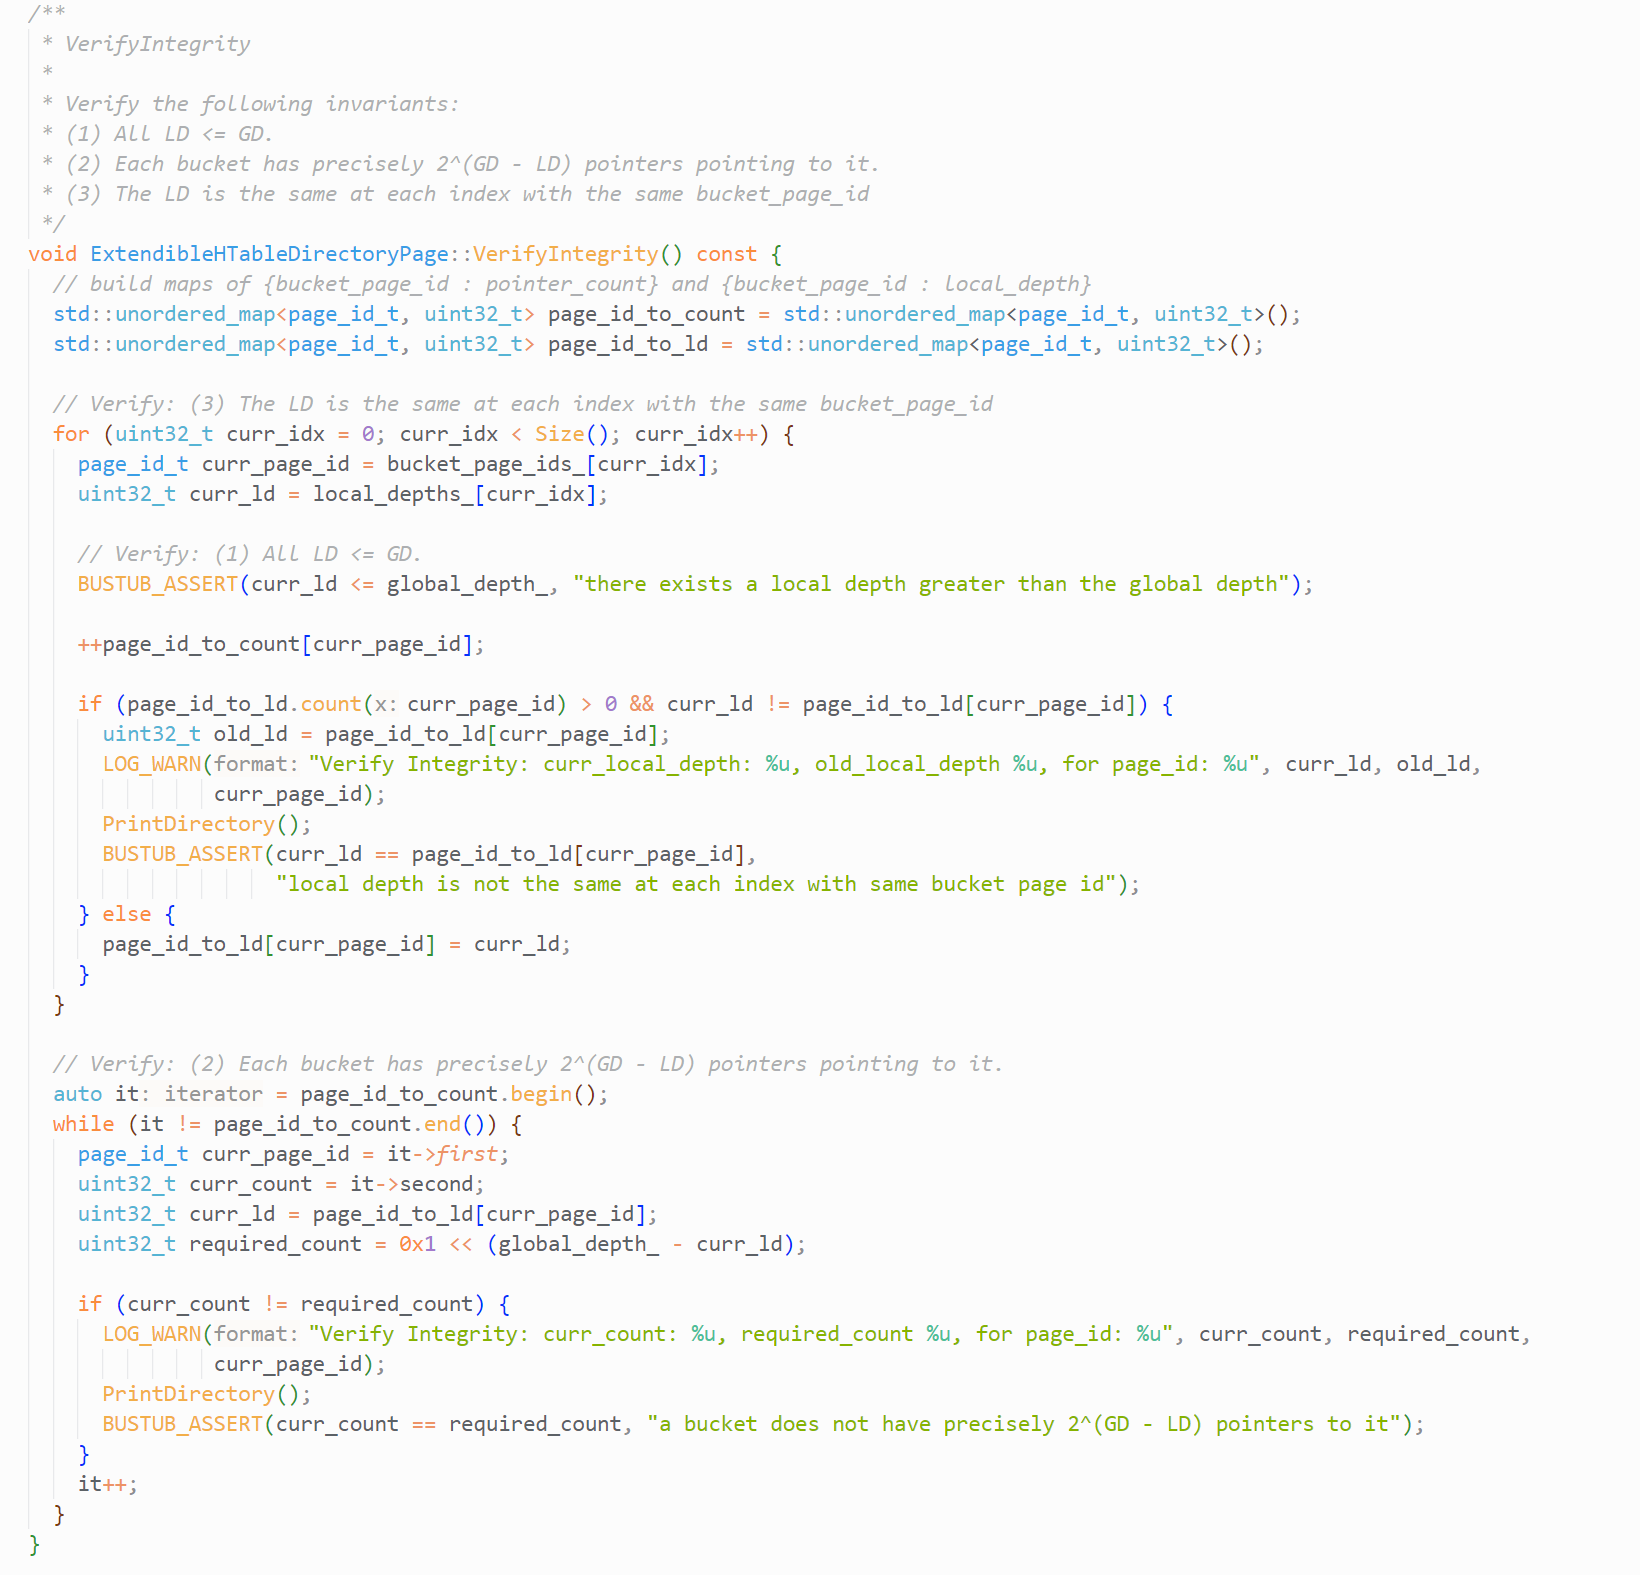 /**
 * VerifyIntegrity
 *
 * Verify the following invariants:
 * (1) All LD <= GD.
 * (2) Each bucket has precisely 2^(GD - LD) pointers pointing to it.
 * (3) The LD is the same at each index with the same bucket_page_id
 */
void ExtendibleHTableDirectoryPage::VerifyIntegrity() const {
  // build maps of {bucket_page_id : pointer_count} and {bucket_page_id : local_depth}
  std::unordered_map<page_id_t, uint32_t> page_id_to_count = std::unordered_map<page_id_t, uint32_t>();
  std::unordered_map<page_id_t, uint32_t> page_id_to_ld = std::unordered_map<page_id_t, uint32_t>();

  // Verify: (3) The LD is the same at each index with the same bucket_page_id
  for (uint32_t curr_idx = 0; curr_idx < Size(); curr_idx++) {
    page_id_t curr_page_id = bucket_page_ids_[curr_idx];
    uint32_t curr_ld = local_depths_[curr_idx];

    // Verify: (1) All LD <= GD.
    BUSTUB_ASSERT(curr_ld <= global_depth_, "there exists a local depth greater than the global depth");

    ++page_id_to_count[curr_page_id];

    if (page_id_to_ld.count(x: curr_page_id) > 0 && curr_ld != page_id_to_ld[curr_page_id]) {
      uint32_t old_ld = page_id_to_ld[curr_page_id];
      LOG_WARN(format: "Verify Integrity: curr_local_depth: %u, old_local_depth %u, for page_id: %u", curr_ld, old_ld,
               curr_page_id);
      PrintDirectory();
      BUSTUB_ASSERT(curr_ld == page_id_to_ld[curr_page_id],
                    "local depth is not the same at each index with same bucket page id");
    } else {
      page_id_to_ld[curr_page_id] = curr_ld;
    }
  }

  // Verify: (2) Each bucket has precisely 2^(GD - LD) pointers pointing to it.
  auto it: iterator = page_id_to_count.begin();
  while (it != page_id_to_count.end()) {
    page_id_t curr_page_id = it->first;
    uint32_t curr_count = it->second;
    uint32_t curr_ld = page_id_to_ld[curr_page_id];
    uint32_t required_count = 0x1 << (global_depth_ - curr_ld);

    if (curr_count != required_count) {
      LOG_WARN(format: "Verify Integrity: curr_count: %u, required_count %u, for page_id: %u", curr_count, required_count,
               curr_page_id);
      PrintDirectory();
      BUSTUB_ASSERT(curr_count == required_count, "a bucket does not have precisely 2^(GD - LD) pointers to it");
    }
    it++;
  }
}